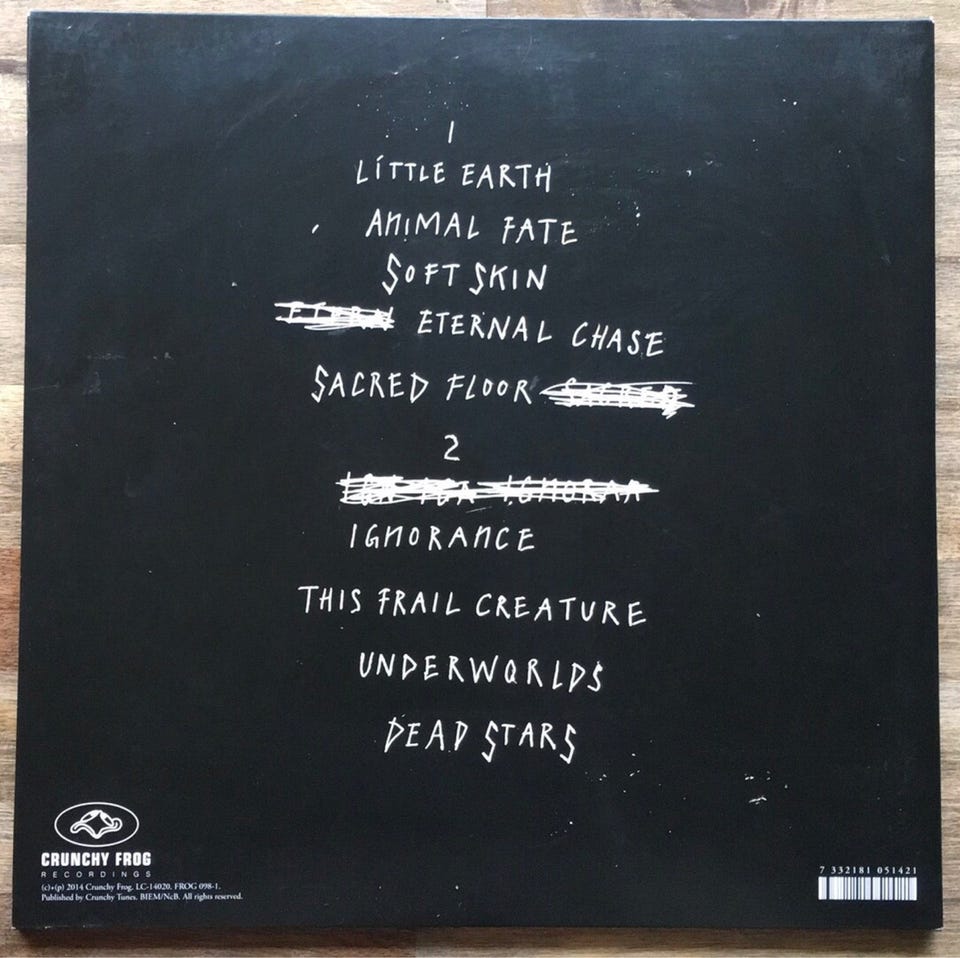 1
LITTLE EARTH
ANIMAL FATE
SOFT SKIN
ETERNAL CHASE
SACRED FLOOR
2
IGNORANCE
THIS FRAIL CREATURE
UNDERWORLDS
DEAD STARS
CRUNCHY FROG
RECORDINGS
(c)+(p) 2014 Crunchy Frog. LC-14020. FROG 098-1.
Published by Crunchy Tunes. BIEM/NcB. All rights reserved.
7 332181 051421